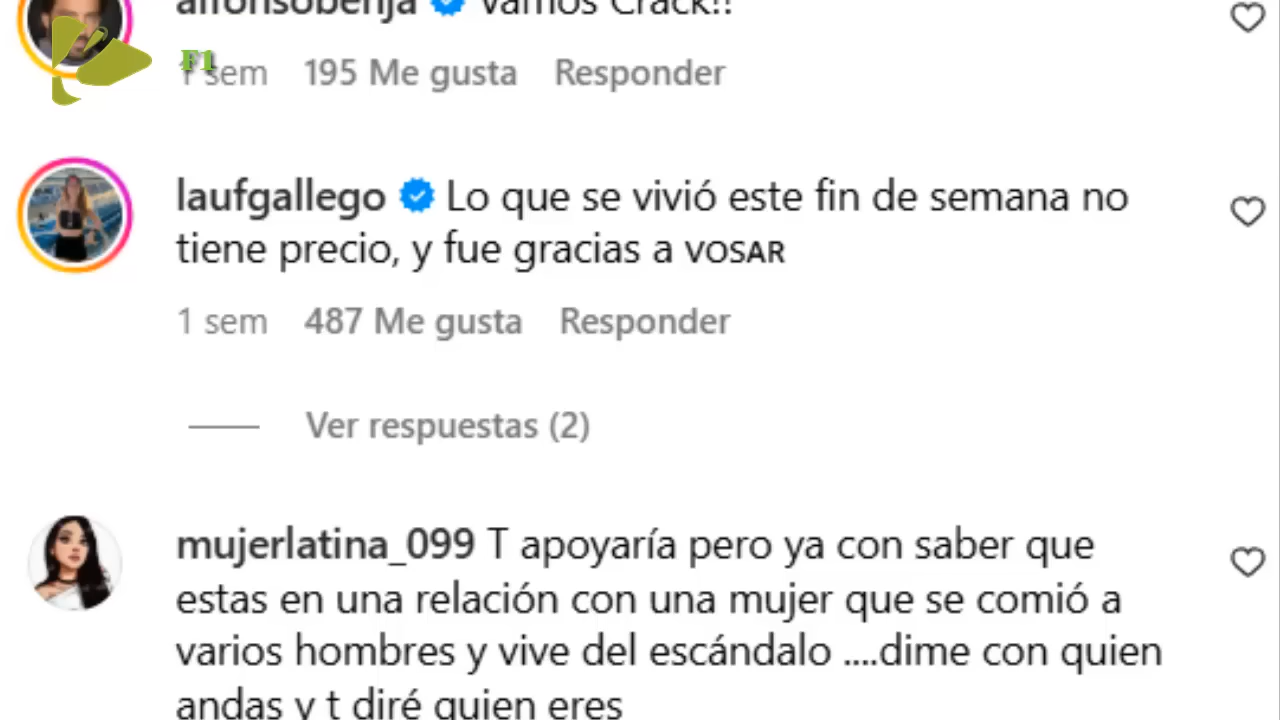 alfonsobenja Vamos Crack!!
F1
1 sem 195 Me gusta Responder
laufgallego Lo que se vivió este fin de semana no
tiene precio, y fue gracias a vosAR
1 sem 487 Me gusta Responder
Ver respuestas (2)
mujerlatina_099 T apoyaría pero ya con saber que
estas en una relación con una mujer que se comió a
varios hombres y vive del escándalo ....dime con quien
andas y t diré quien eres